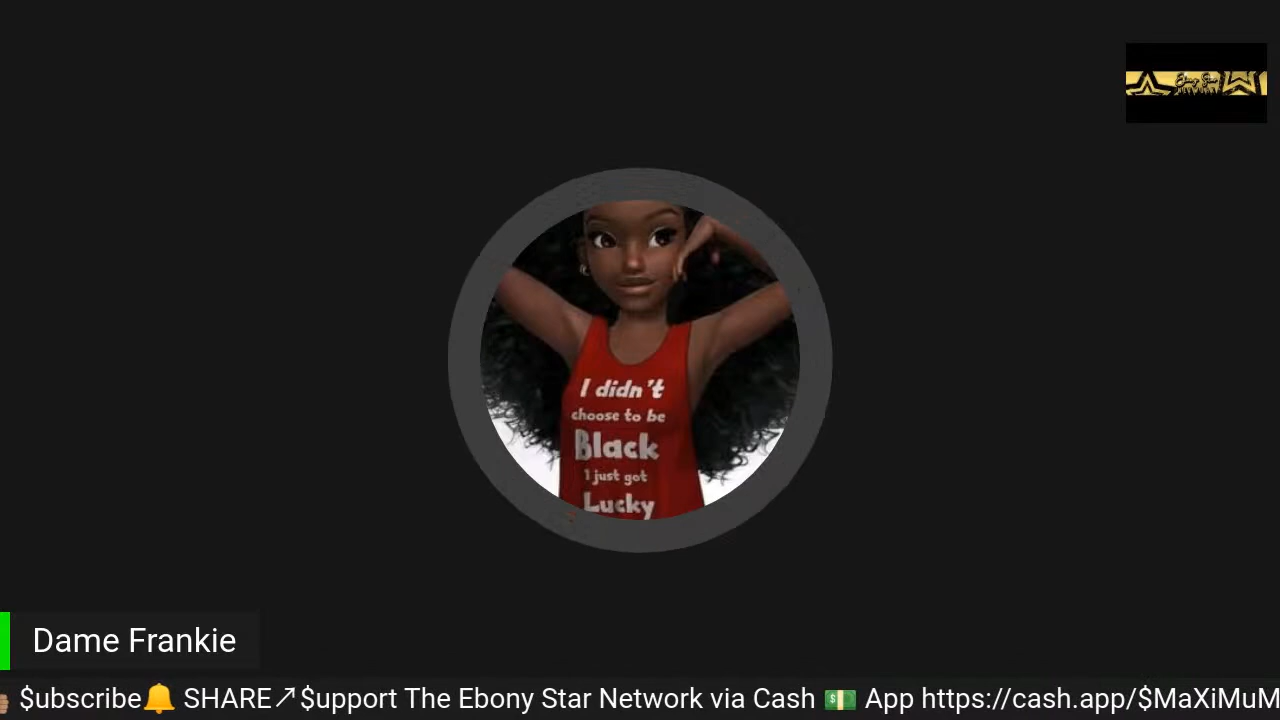 I didn't
choose to be
Black
I just got
Lucky
Dame Frankie
$ubscribe🔔 SHARE↗$upport The Ebony Star Network via Cash 💵 App https://cash.app/$MaXiMuM